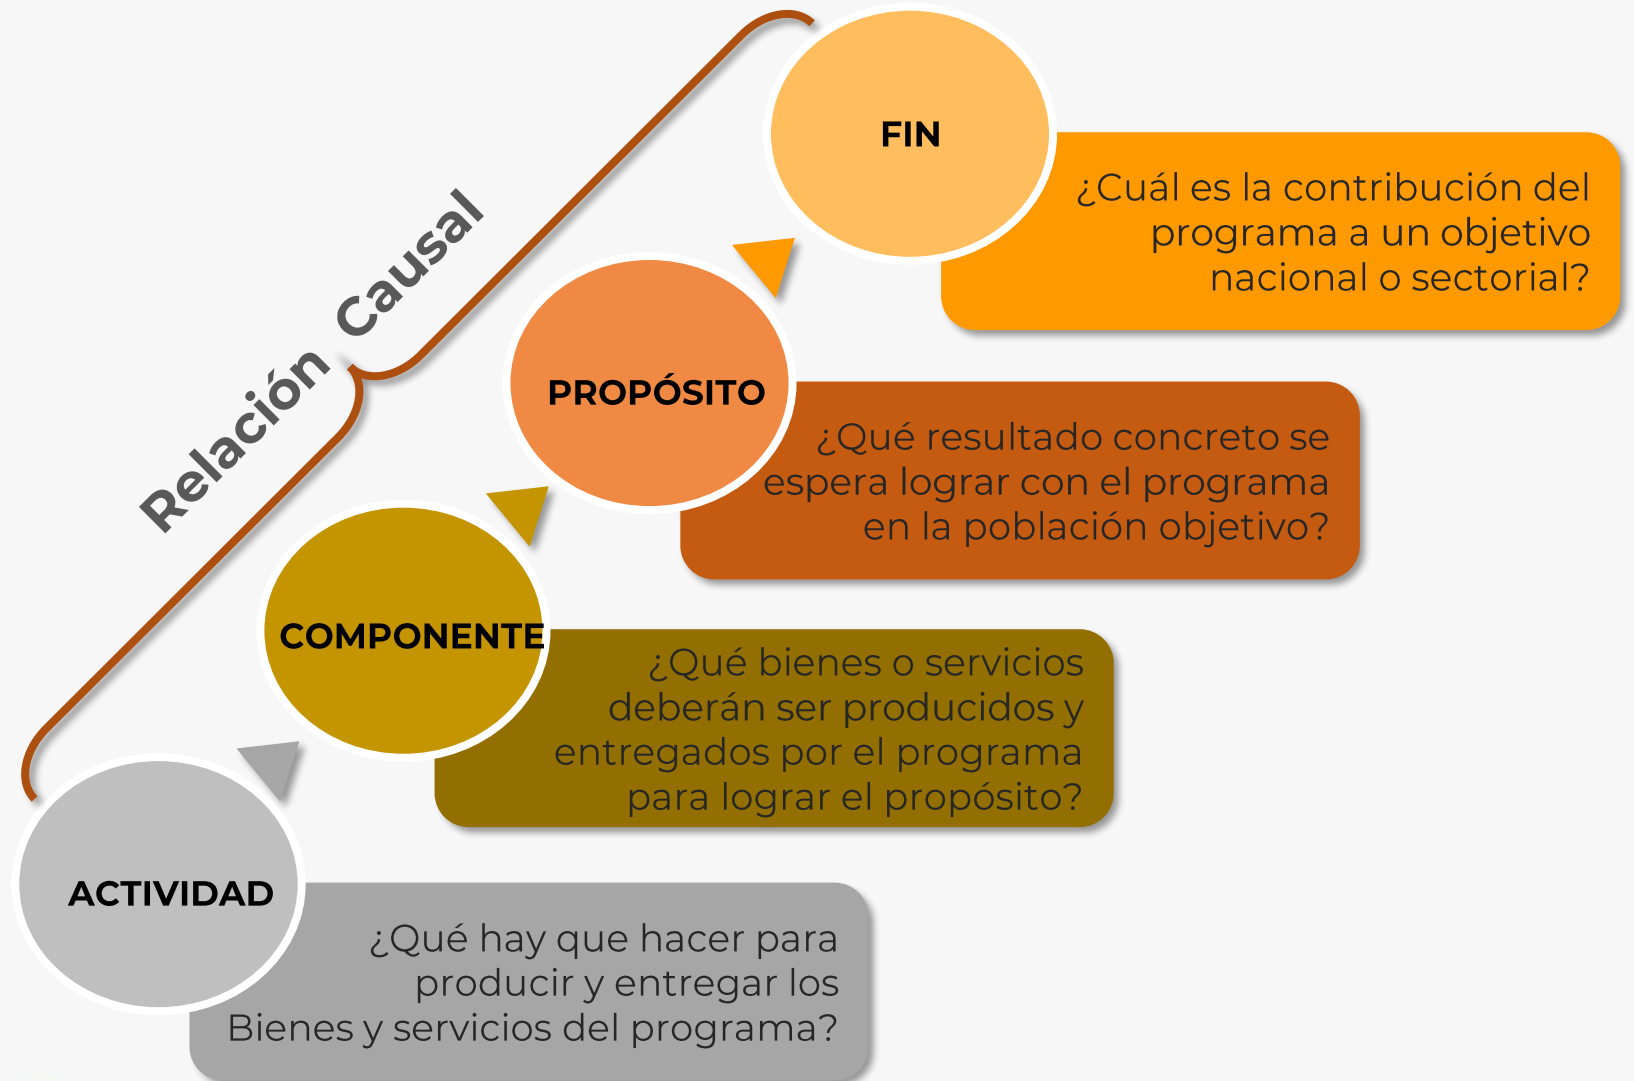 Relación Causal
FIN
¿Cuál es la contribución del
programa a un objetivo
nacional o sectorial?
PROPÓSITO
¿Qué resultado concreto se
espera lograr con el programa
en la población objetivo?
COMPONENTE
¿Qué bienes o servicios
deberán ser producidos y
entregados por el programa
para lograr el propósito?
ACTIVIDAD
¿Qué hay que hacer para
producir y entregar los
Bienes y servicios del programa?